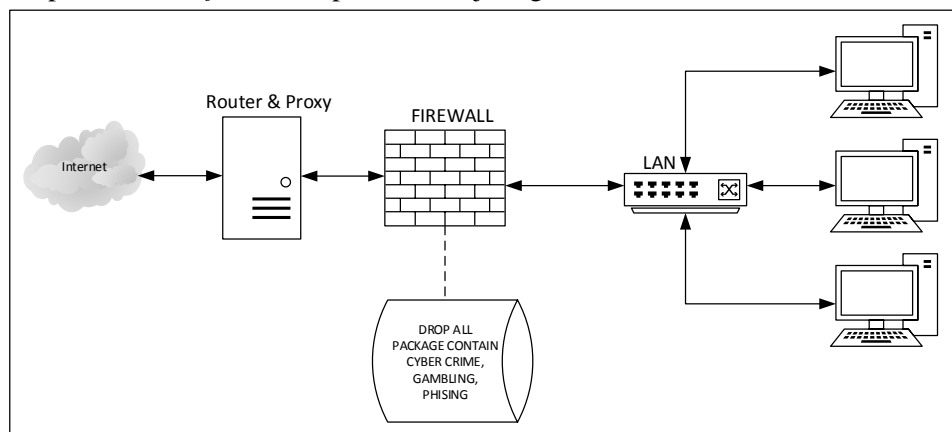 Internet
Router & Proxy
FIREWALL
LAN
DROP ALL
PACKAGE CONTAIN
CYBER CRIME,
GAMBLING,
PHISING